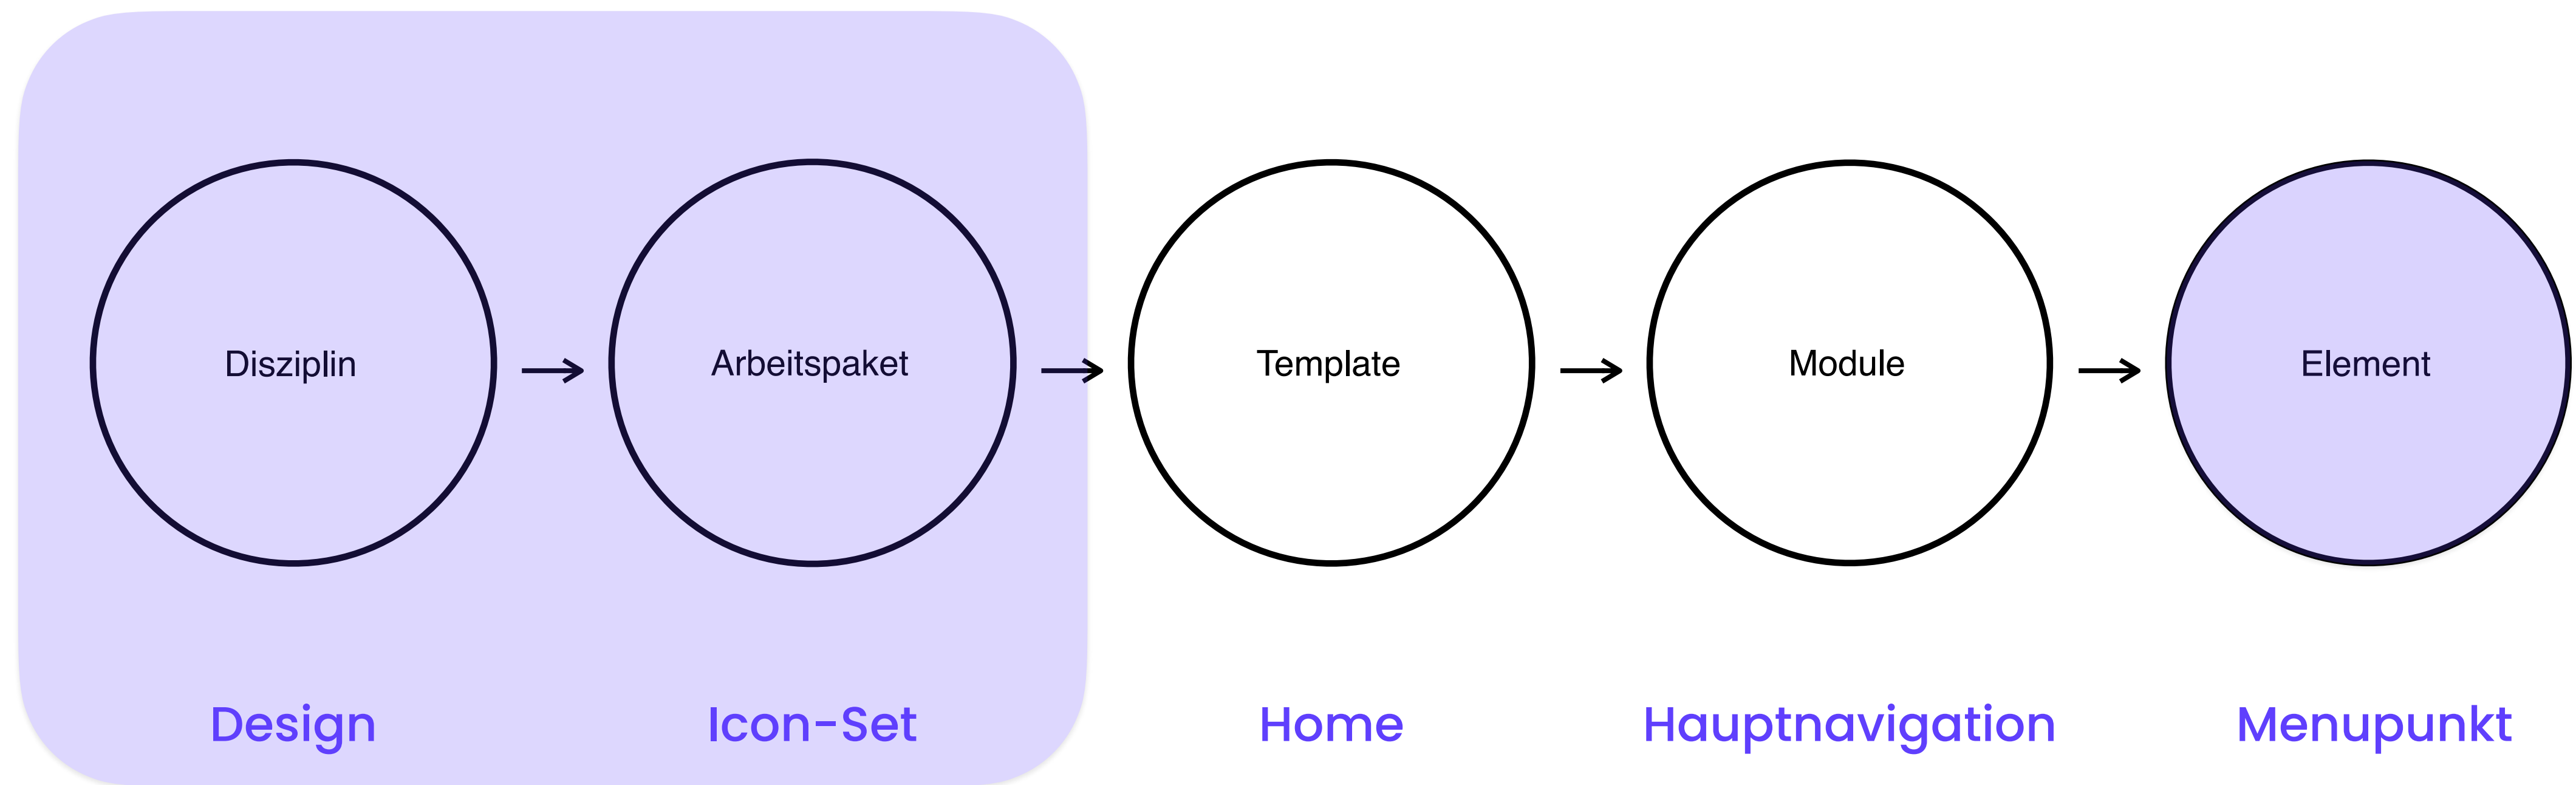 Disziplin
Arbeitspaket
Template
Module
Element
Design
Icon-Set
Home
Hauptnavigation
Menupunkt